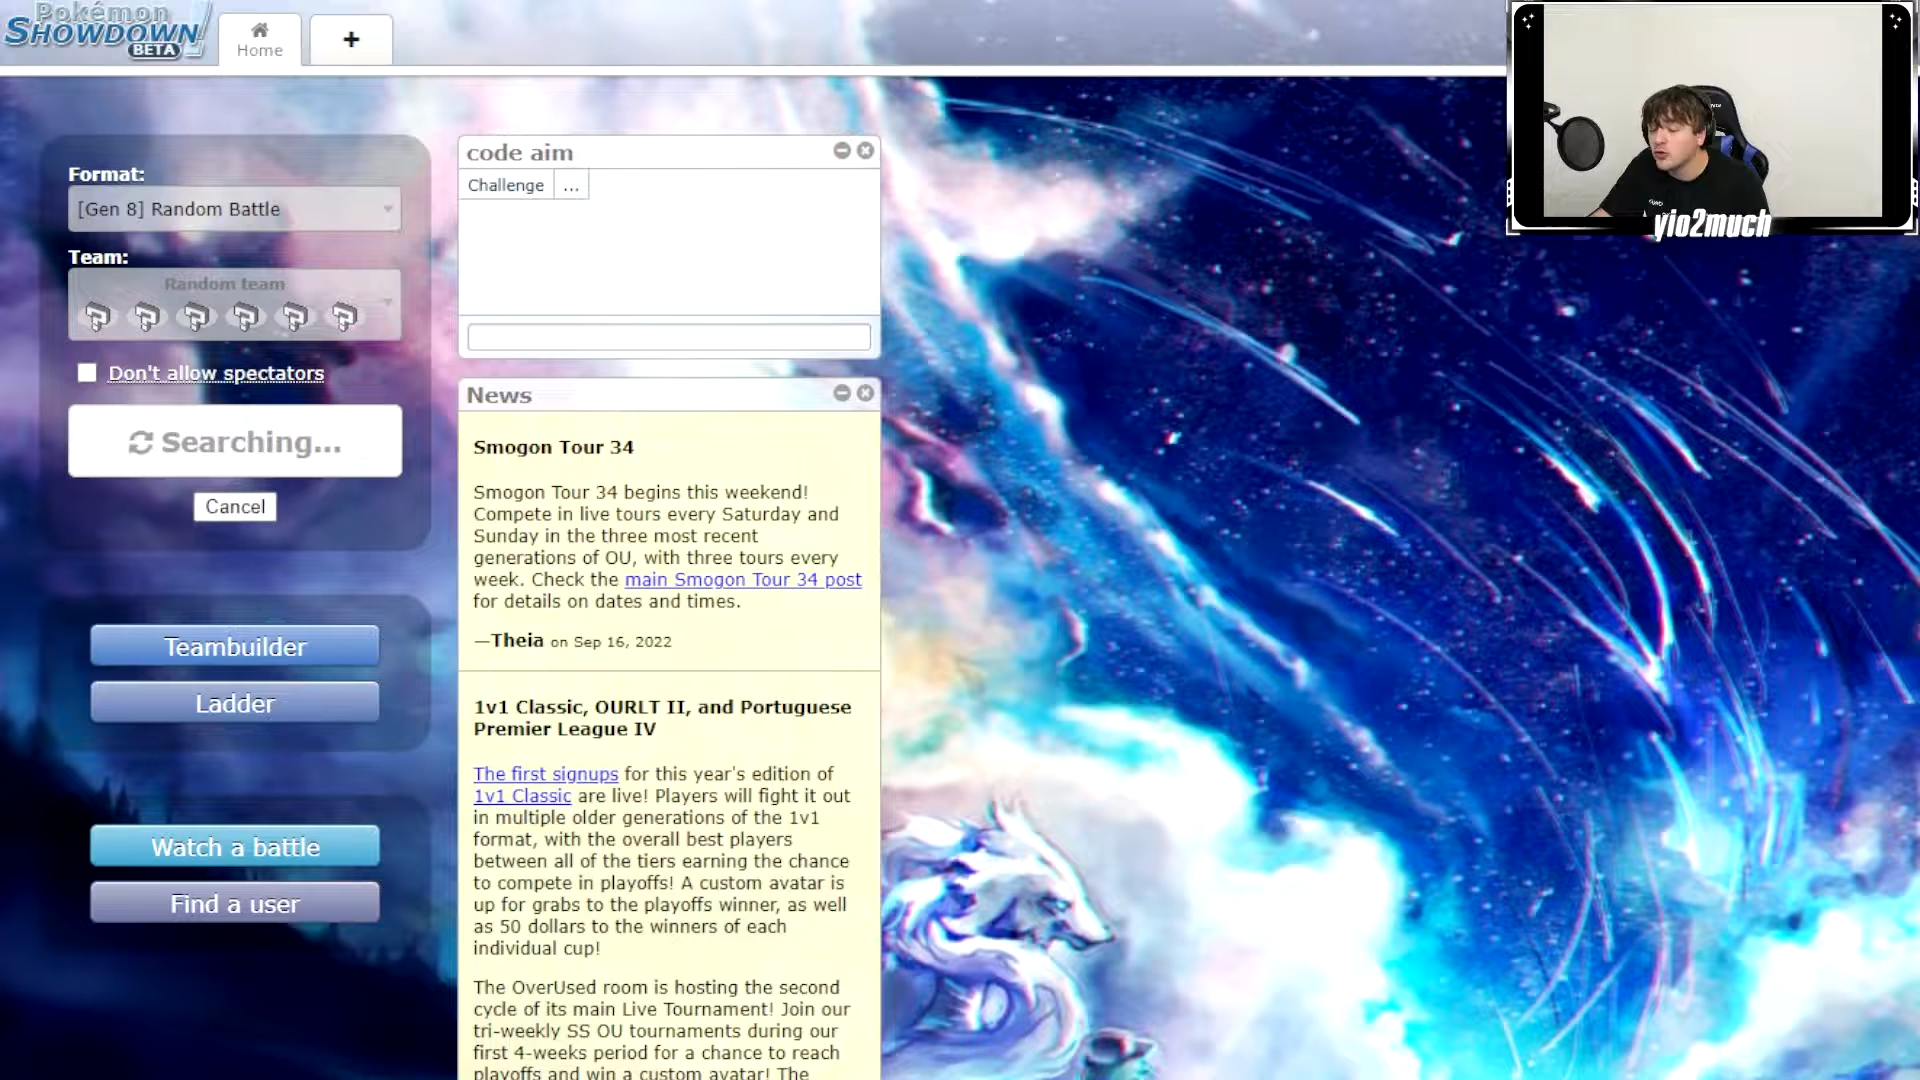 Pokémon
SHOWDOWN!
BETA
Home
+
Format:
[Gen 8] Random Battle
Team:
Random team
Don't allow spectators
Searching...
Cancel
Teambuilder
Ladder
Watch a battle
Find a user
code aim
Challenge
...
News
Smogon Tour 34
Smogon Tour 34 begins this weekend!
Compete in live tours every Saturday and
Sunday in the three most recent
generations of OU, with three tours every
week. Check the main Smogon Tour 34 post
for details on dates and times.
—Theia on Sep 16, 2022
1v1 Classic, OURLT II, and Portuguese
Premier League IV
The first signups for this year's edition of
1v1 Classic are live! Players will fight it out
in multiple older generations of the 1v1
format, with the overall best players
between all of the tiers earning the chance
to compete in playoffs! A custom avatar is
up for grabs to the playoffs winner, as well
as 50 dollars to the winners of each
individual cup!
The OverUsed room is hosting the second
cycle of its main Live Tournament! Join our
tri-weekly SS OU tournaments during our
first 4-weeks period for a chance to reach
playoffs and win a custom avatar! The
yio2much